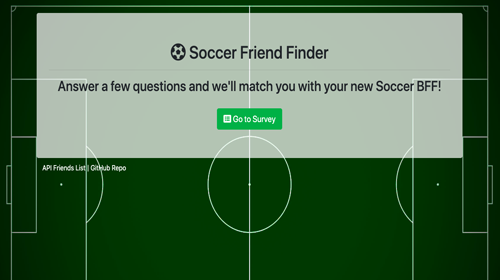 Soccer Friend Finder
Answer a few questions and we'll match you with your new Soccer BFF!
Go to Survey
API Friends List | GitHub Repo